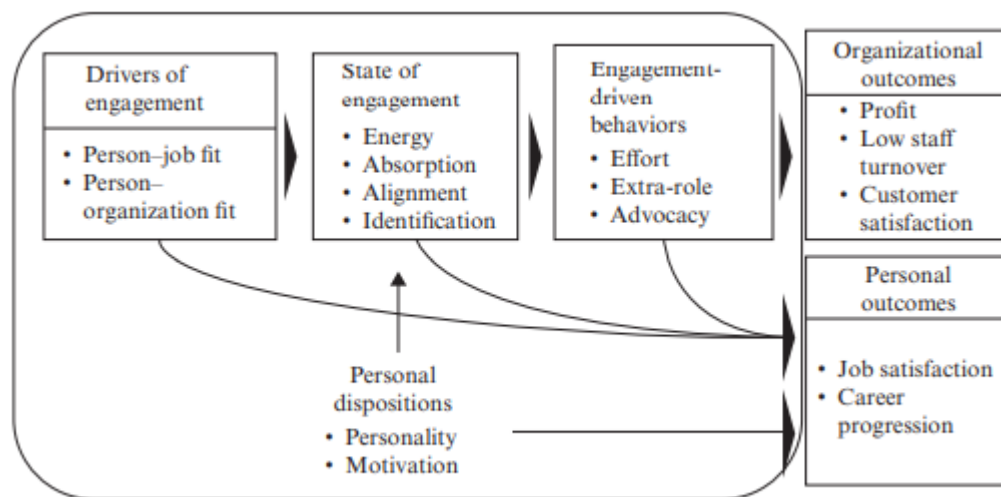 Drivers of
engagement
• Person–job fit
• Person–
organization fit
State of
engagement
• Energy
• Absorption
• Alignment
• Identification
Engagement-
driven
behaviors
• Effort
• Extra-role
• Advocacy
Organizational
outcomes
• Profit
• Low staff
turnover
• Customer
satisfaction
Personal
outcomes
• Job satisfaction
• Career
progression
Personal
dispositions
• Personality
• Motivation